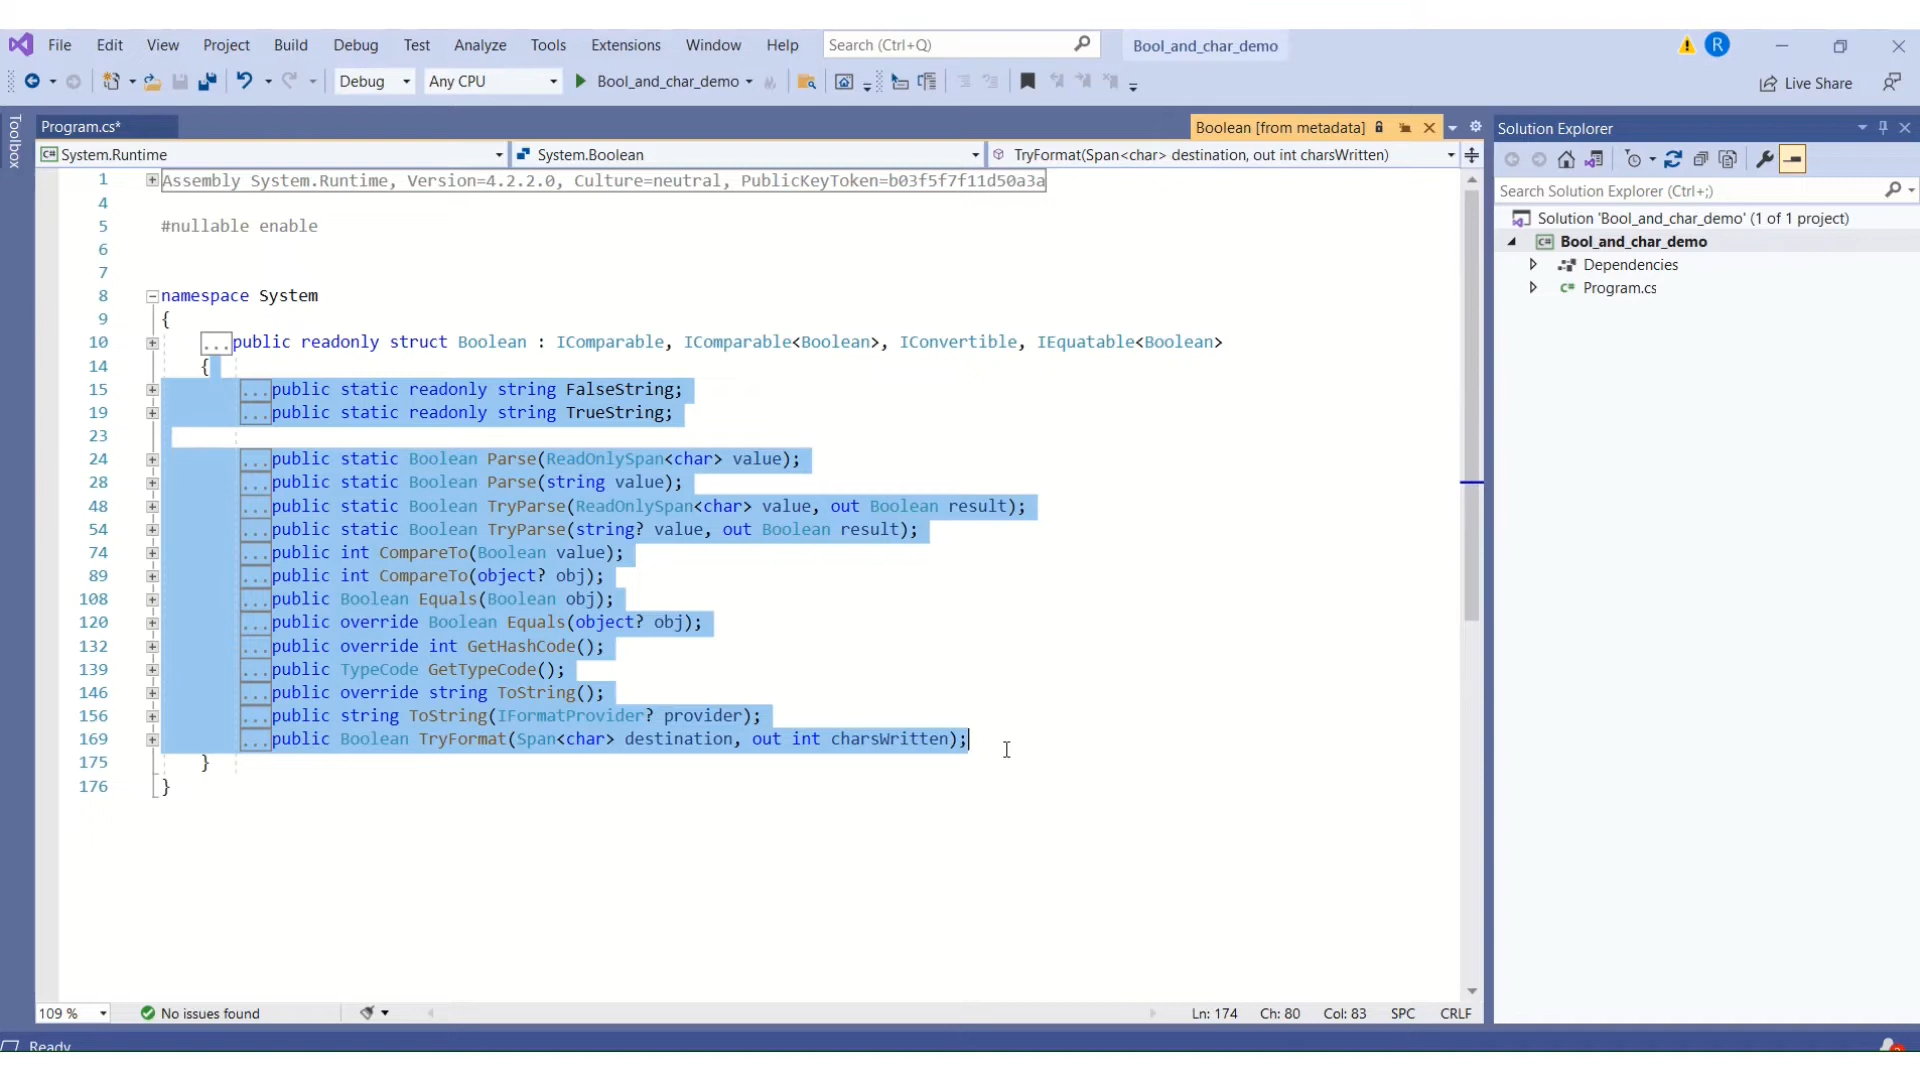 File Edit View Project Build Debug Test Analyze Tools Extensions Window Help Search (Ctrl+Q) Bool_and_char_demo R
Debug Any CPU Bool_and_char_demo Live Share
Toolbox
Program.cs* Boolean [from metadata] Solution Explorer
System.Runtime System.Boolean TryFormat(Span<char> destination, out int charsWritten)
Search Solution Explorer (Ctrl+;)
Solution 'Bool_and_char_demo' (1 of 1 project)
Bool_and_char_demo
Dependencies
Program.cs
1 Assembly System.Runtime, Version=4.2.2.0, Culture=neutral, PublicKeyToken=b03f5f7f11d50a3a
4
5 #nullable enable
6
7
8 namespace System
9 {
10 ...public readonly struct Boolean : IComparable, IComparable<Boolean>, IConvertible, IEquatable<Boolean>
14 {
15 ...public static readonly string FalseString;
19 ...public static readonly string TrueString;
23
24 ...public static Boolean Parse(ReadOnlySpan<char> value);
28 ...public static Boolean Parse(string value);
48 ...public static Boolean TryParse(ReadOnlySpan<char> value, out Boolean result);
54 ...public static Boolean TryParse(string? value, out Boolean result);
74 ...public int CompareTo(Boolean value);
89 ...public int CompareTo(object? obj);
108 ...public Boolean Equals(Boolean obj);
120 ...public override Boolean Equals(object? obj);
132 ...public override int GetHashCode();
139 ...public TypeCode GetTypeCode();
146 ...public override string ToString();
156 ...public string ToString(IFormatProvider? provider);
169 ...public Boolean TryFormat(Span<char> destination, out int charsWritten);
175 }
176 }
109 % No issues found Ln: 174 Ch: 80 Col: 83 SPC CRLF
Ready